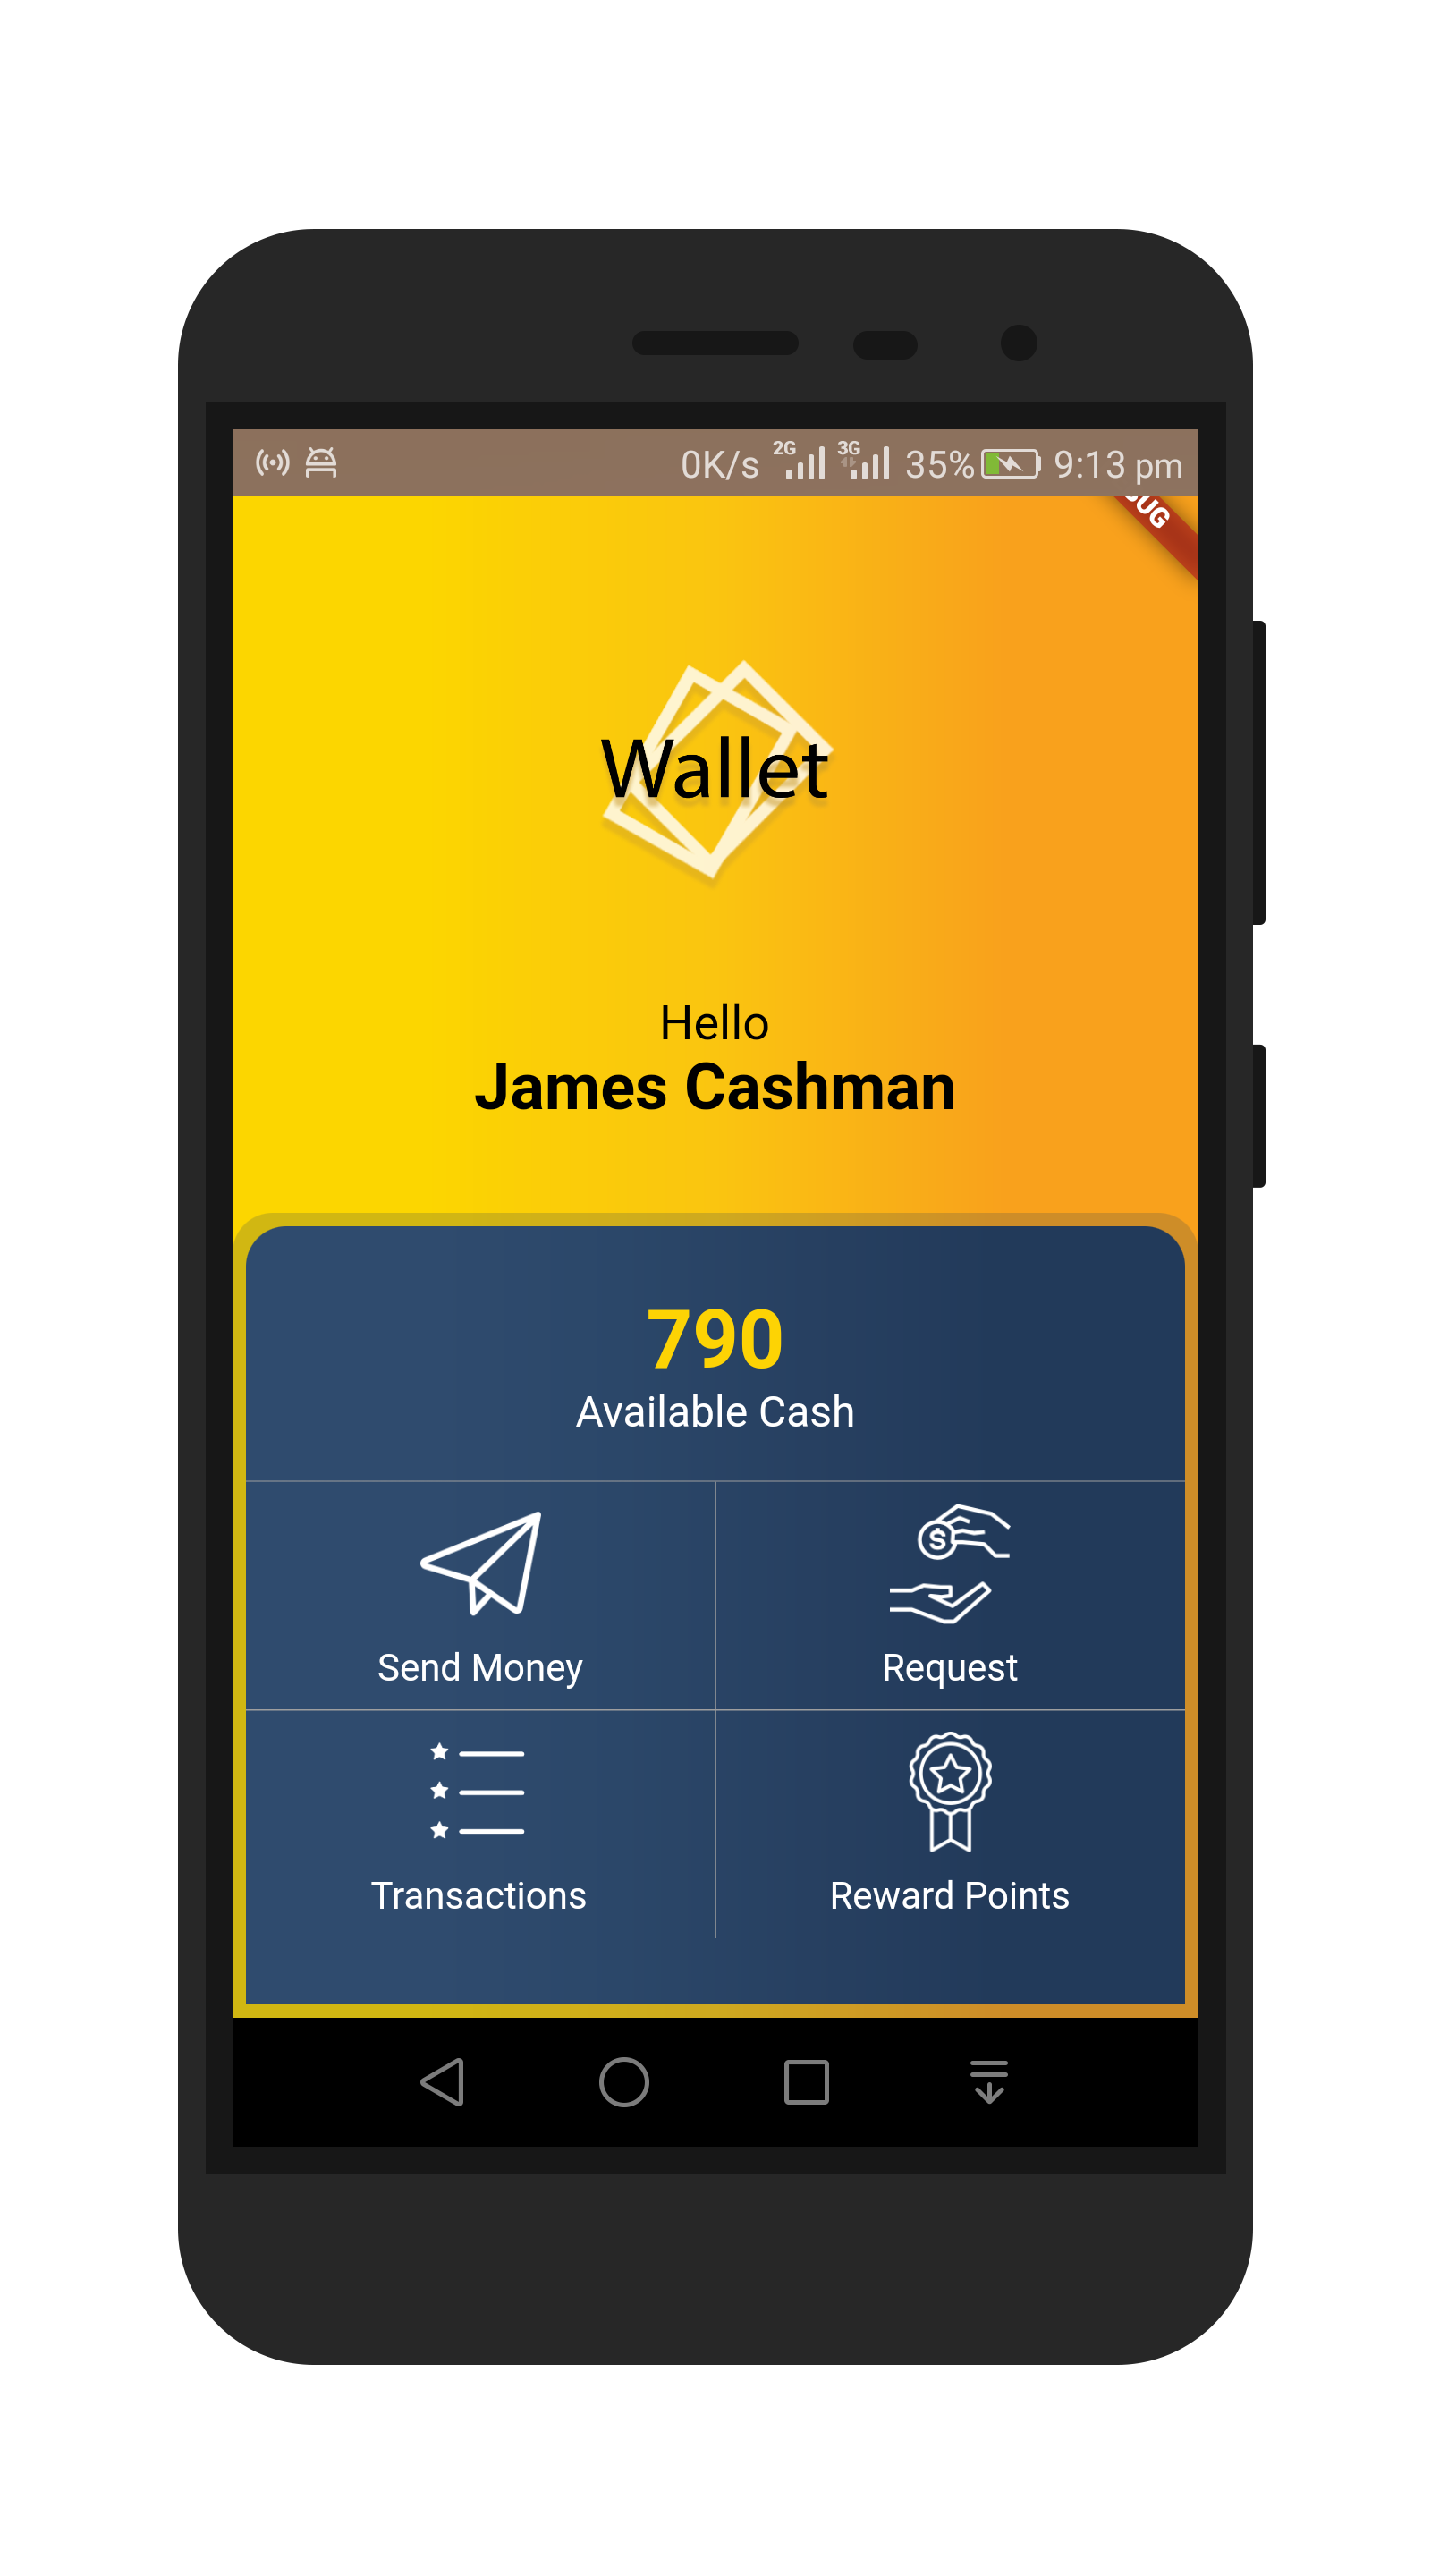 0K/s 2G 3G 35% 9:13 pm
UG
Wallet
Hello
James Cashman
790
Available Cash
Send Money
Request
Transactions
Reward Points